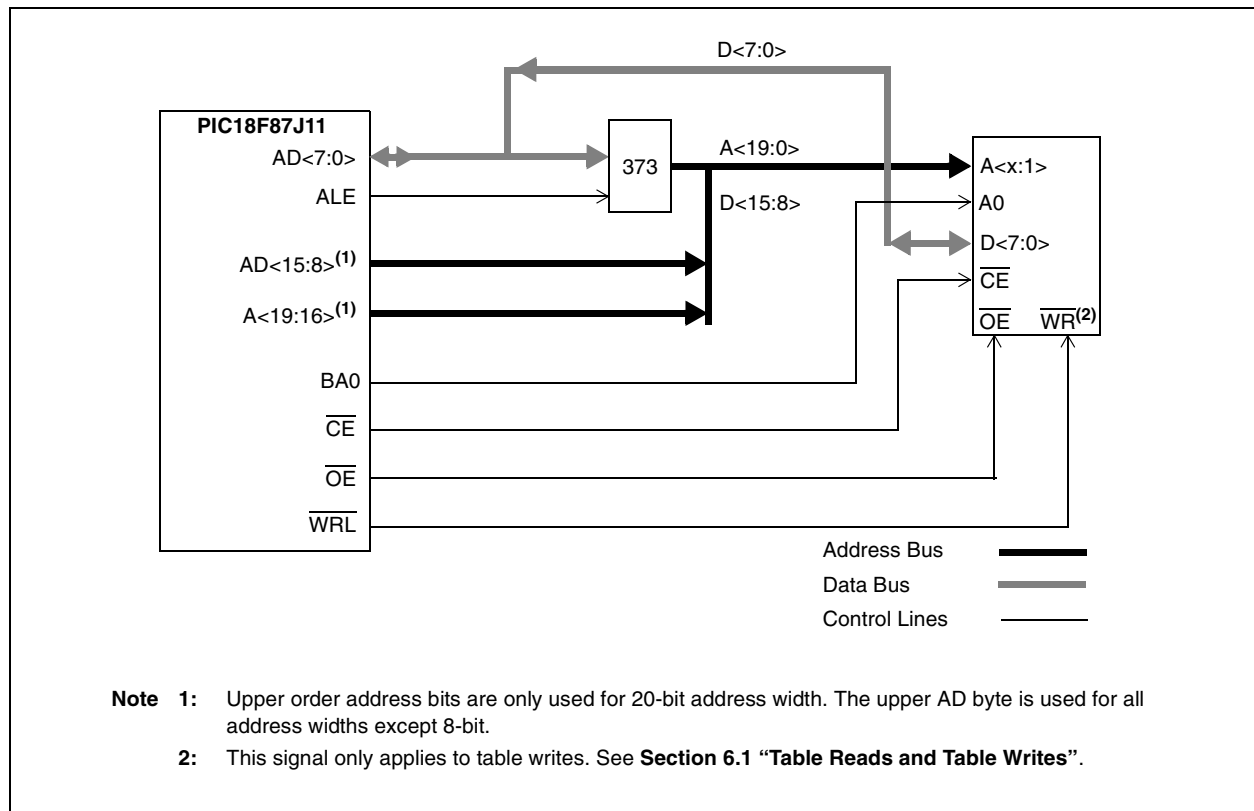 D<7:0>
PIC18F87J11
AD<7:0>
373
A<19:0>
A<x:1>
ALE
D<15:8>
A0
AD<15:8>(1)
D<7:0>
CE
A<19:16>(1)
OE WR(2)
BA0
CE
OE
WRL
Address Bus
Data Bus
Control Lines
Note 1: Upper order address bits are only used for 20-bit address width. The upper AD byte is used for all
address widths except 8-bit.
2: This signal only applies to table writes. See Section 6.1 “Table Reads and Table Writes”.